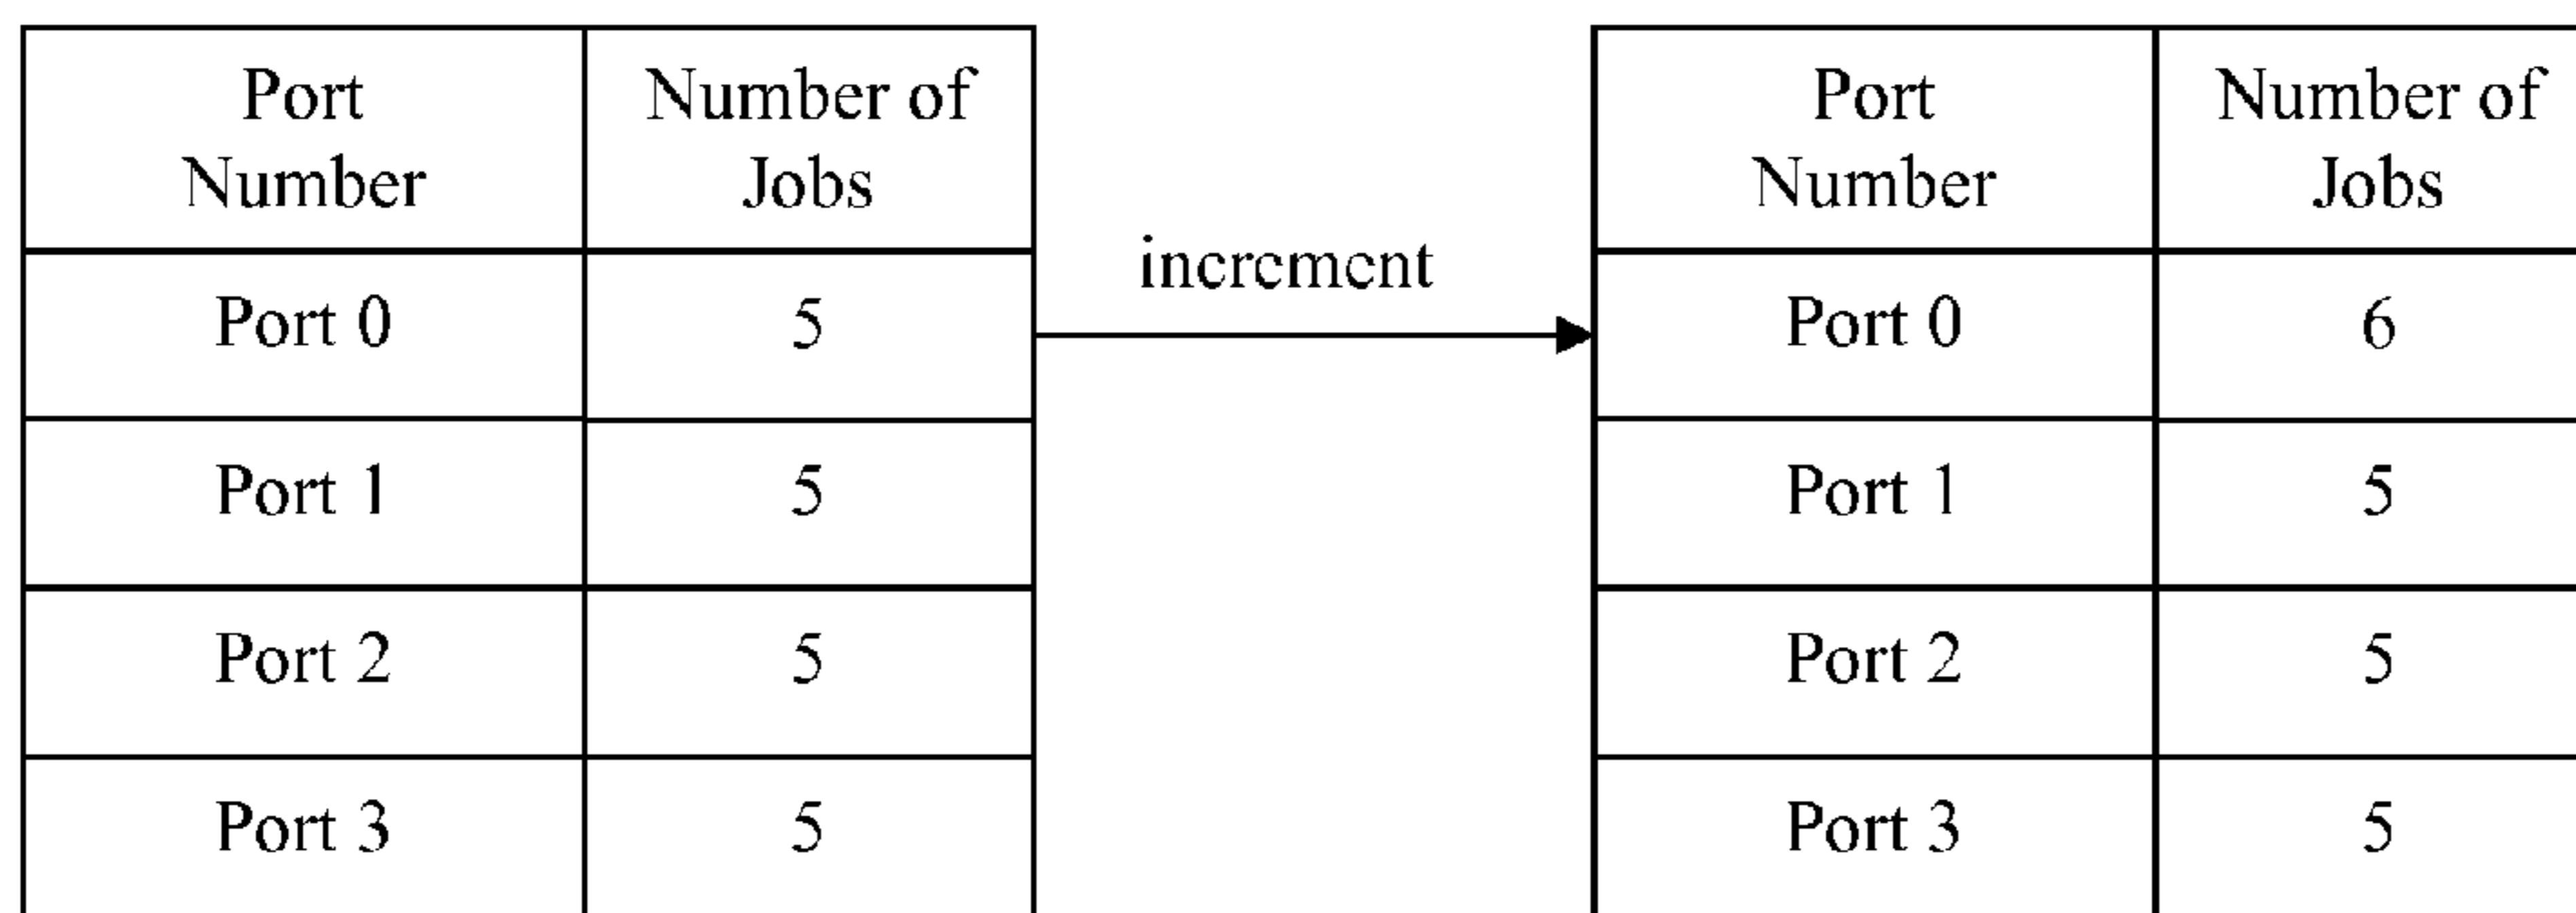 Port Number
Number of Jobs
Port 0 5
Port 1 5
Port 2 5
Port 3 5
increment
Port Number
Number of Jobs
Port 0 6
Port 1 5
Port 2 5
Port 3 5